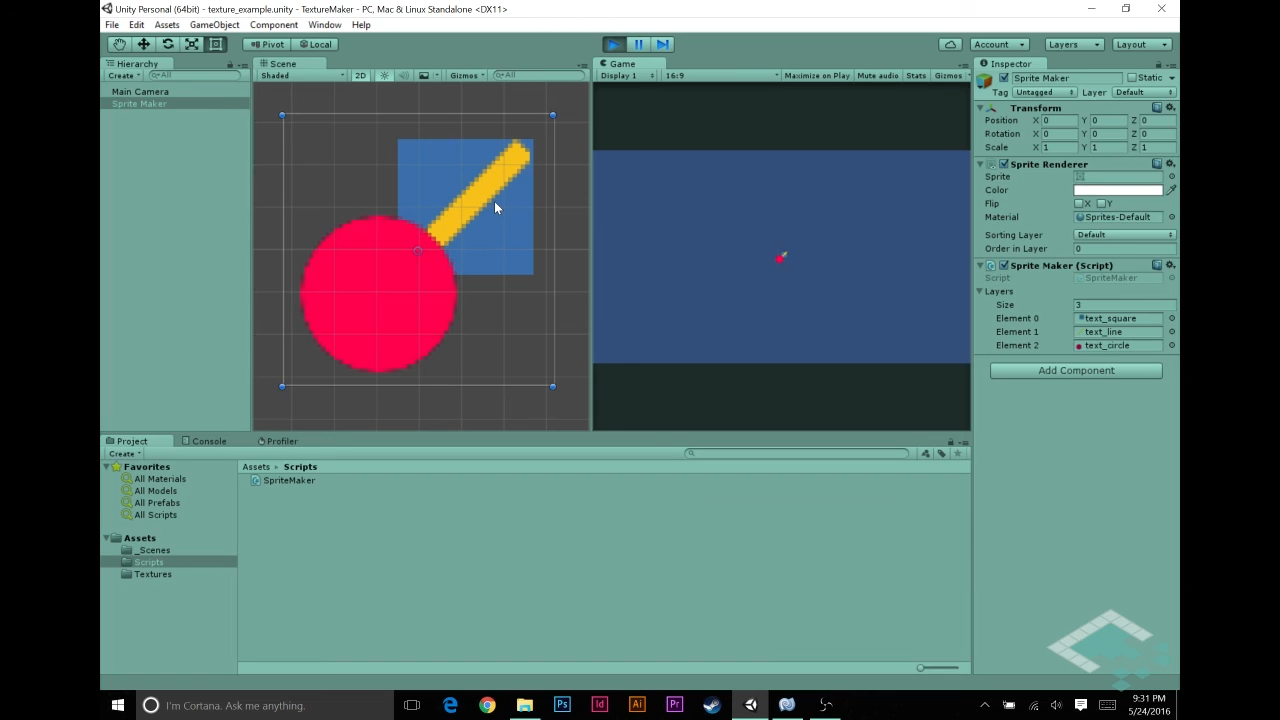 Unity Personal (64bit) - texture_example.unity - TextureMaker - PC, Mac & Linux Standalone <DX11>
File Edit Assets GameObject Component Window Help
Pivot Local Account Layers Layout
Hierarchy Scene Game Inspector
Create All Shaded 2D Gizmos All Display 1 16:9 Maximize on Play Mute audio Stats Gizmos Sprite Maker Static
Main Camera
Sprite Maker
Tag Untagged Layer Default
Transform
Position X 0 Y 0 Z 0
Rotation X 0 Y 0 Z 0
Scale X 1 Y 1 Z 1
Sprite Renderer
Sprite
Color
Flip X Y
Material Sprites-Default
Sorting Layer Default
Order in Layer 0
Sprite Maker (Script)
Script SpriteMaker
Layers
Size 3
Element 0 text_square
Element 1 text_line
Element 2 text_circle
Add Component
Project Console Profiler
Create
Favorites
All Materials
All Models
All Prefabs
All Scripts
Assets
_Scenes
Scripts
Textures
Assets Scripts
SpriteMaker
I'm Cortana. Ask me anything.
Ps Id Ai Pr
9:31 PM
5/24/2016